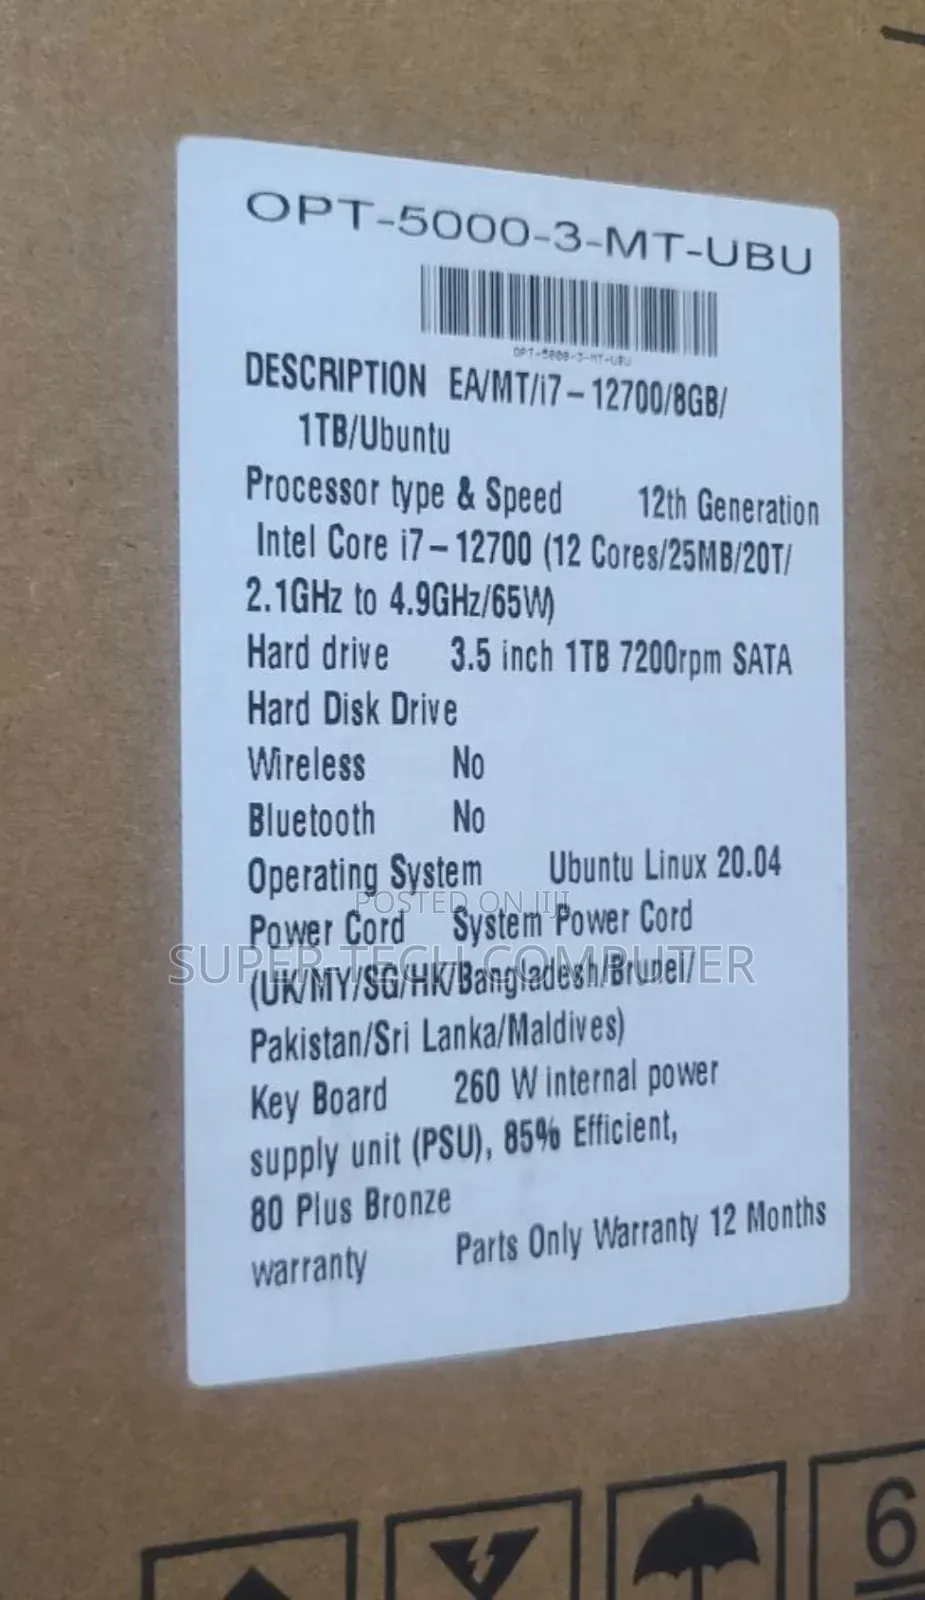 OPT-5000-3-MT-UBU
OPT-5000-3-MT-UBU
DESCRIPTION EA/MT/i7-12700/8GB/
1TB/Ubuntu
Processor type & Speed 12th Generation
Intel Core i7-12700 (12 Cores/25MB/20T/
2.1GHz to 4.9GHz/65W)
Hard drive 3.5 inch 1TB 7200rpm SATA
Hard Disk Drive
Wireless No
Bluetooth No
Operating System Ubuntu Linux 20.04
POSTED ON JIJI
Power Cord System Power Cord
SUPER TECH COMPUTER
(UK/MY/SG/HK/Bangladesh/Brunei/
Pakistan/Sri Lanka/Maldives)
Key Board 260 W internal power
supply unit (PSU), 85% Efficient,
80 Plus Bronze
warranty Parts Only Warranty 12 Months
6